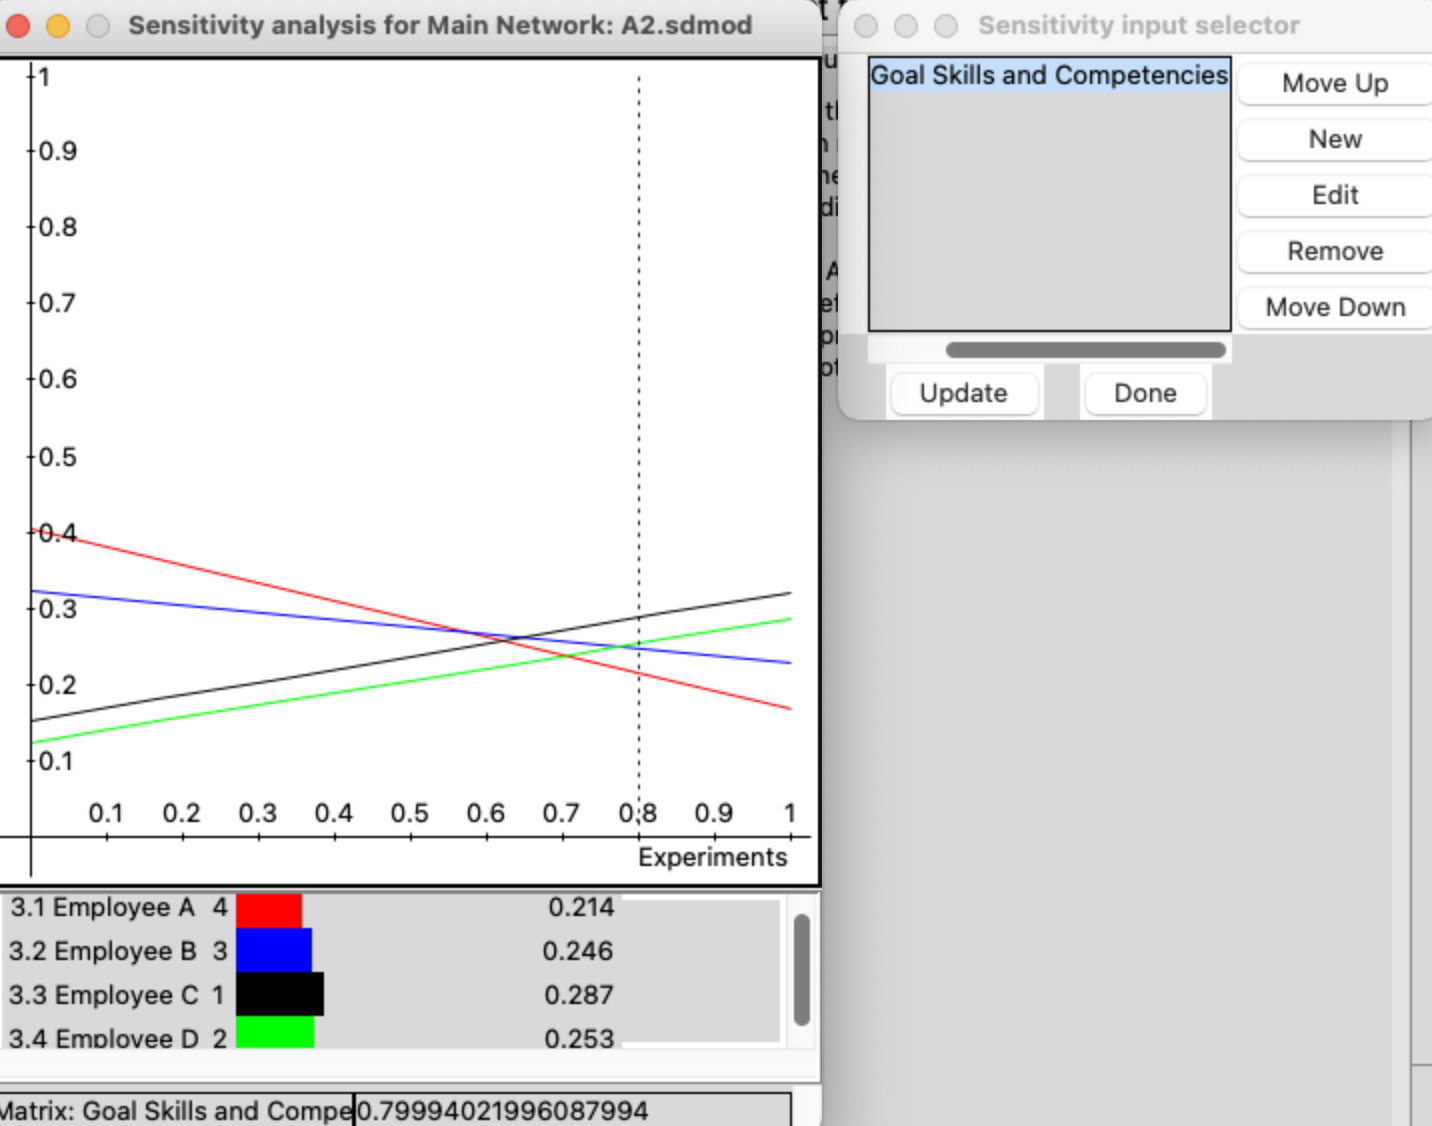 Sensitivity analysis for Main Network: A2.sdmod
1
0.9
0.8
0.7
0.6
0.5
0.4
0.3
0.2
0.1
0.1 0.2 0.3 0.4 0.5 0.6 0.7 0.8 0.9 1
Experiments
3.1 Employee A 4 0.214
3.2 Employee B 3 0.246
3.3 Employee C 1 0.287
3.4 Employee D 2 0.253
Matrix: Goal Skills and Compe 0.79994021996087994
Sensitivity input selector
Goal Skills and Competencies
Move Up
New
Edit
Remove
Move Down
Update Done